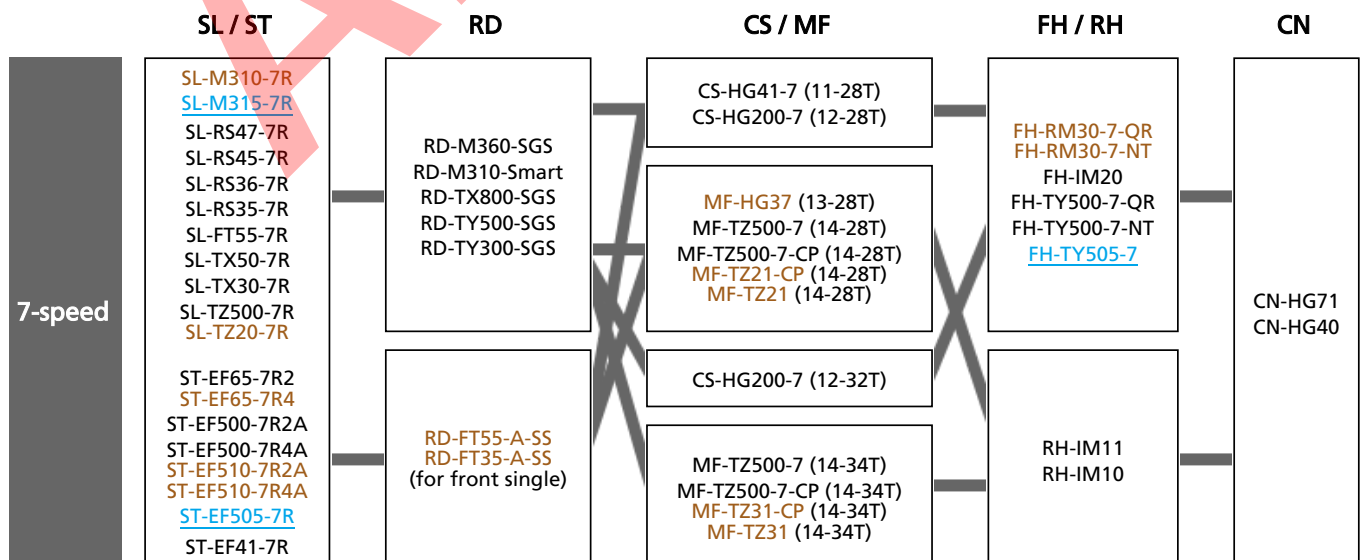 SL / ST
RD
CS / MF
FH / RH
CN
7-speed
SL-M310-7R
SL-M315-7R
SL-RS47-7R
SL-RS45-7R
SL-RS36-7R
SL-RS35-7R
SL-FT55-7R
SL-TX50-7R
SL-TX30-7R
SL-TZ500-7R
SL-TZ20-7R
ST-EF65-7R2
ST-EF65-7R4
ST-EF500-7R2A
ST-EF500-7R4A
ST-EF510-7R2A
ST-EF510-7R4A
ST-EF505-7R
ST-EF41-7R
RD-M360-SGS
RD-M310-Smart
RD-TX800-SGS
RD-TY500-SGS
RD-TY300-SGS
RD-FT55-A-SS
RD-FT35-A-SS
(for front single)
CS-HG41-7 (11-28T)
CS-HG200-7 (12-28T)
MF-HG37 (13-28T)
MF-TZ500-7 (14-28T)
MF-TZ500-7-CP (14-28T)
MF-TZ21-CP (14-28T)
MF-TZ21 (14-28T)
CS-HG200-7 (12-32T)
MF-TZ500-7 (14-34T)
MF-TZ500-7-CP (14-34T)
MF-TZ31-CP (14-34T)
MF-TZ31 (14-34T)
FH-RM30-7-QR
FH-RM30-7-NT
FH-IM20
FH-TY500-7-QR
FH-TY500-7-NT
FH-TY505-7
RH-IM11
RH-IM10
CN-HG71
CN-HG40